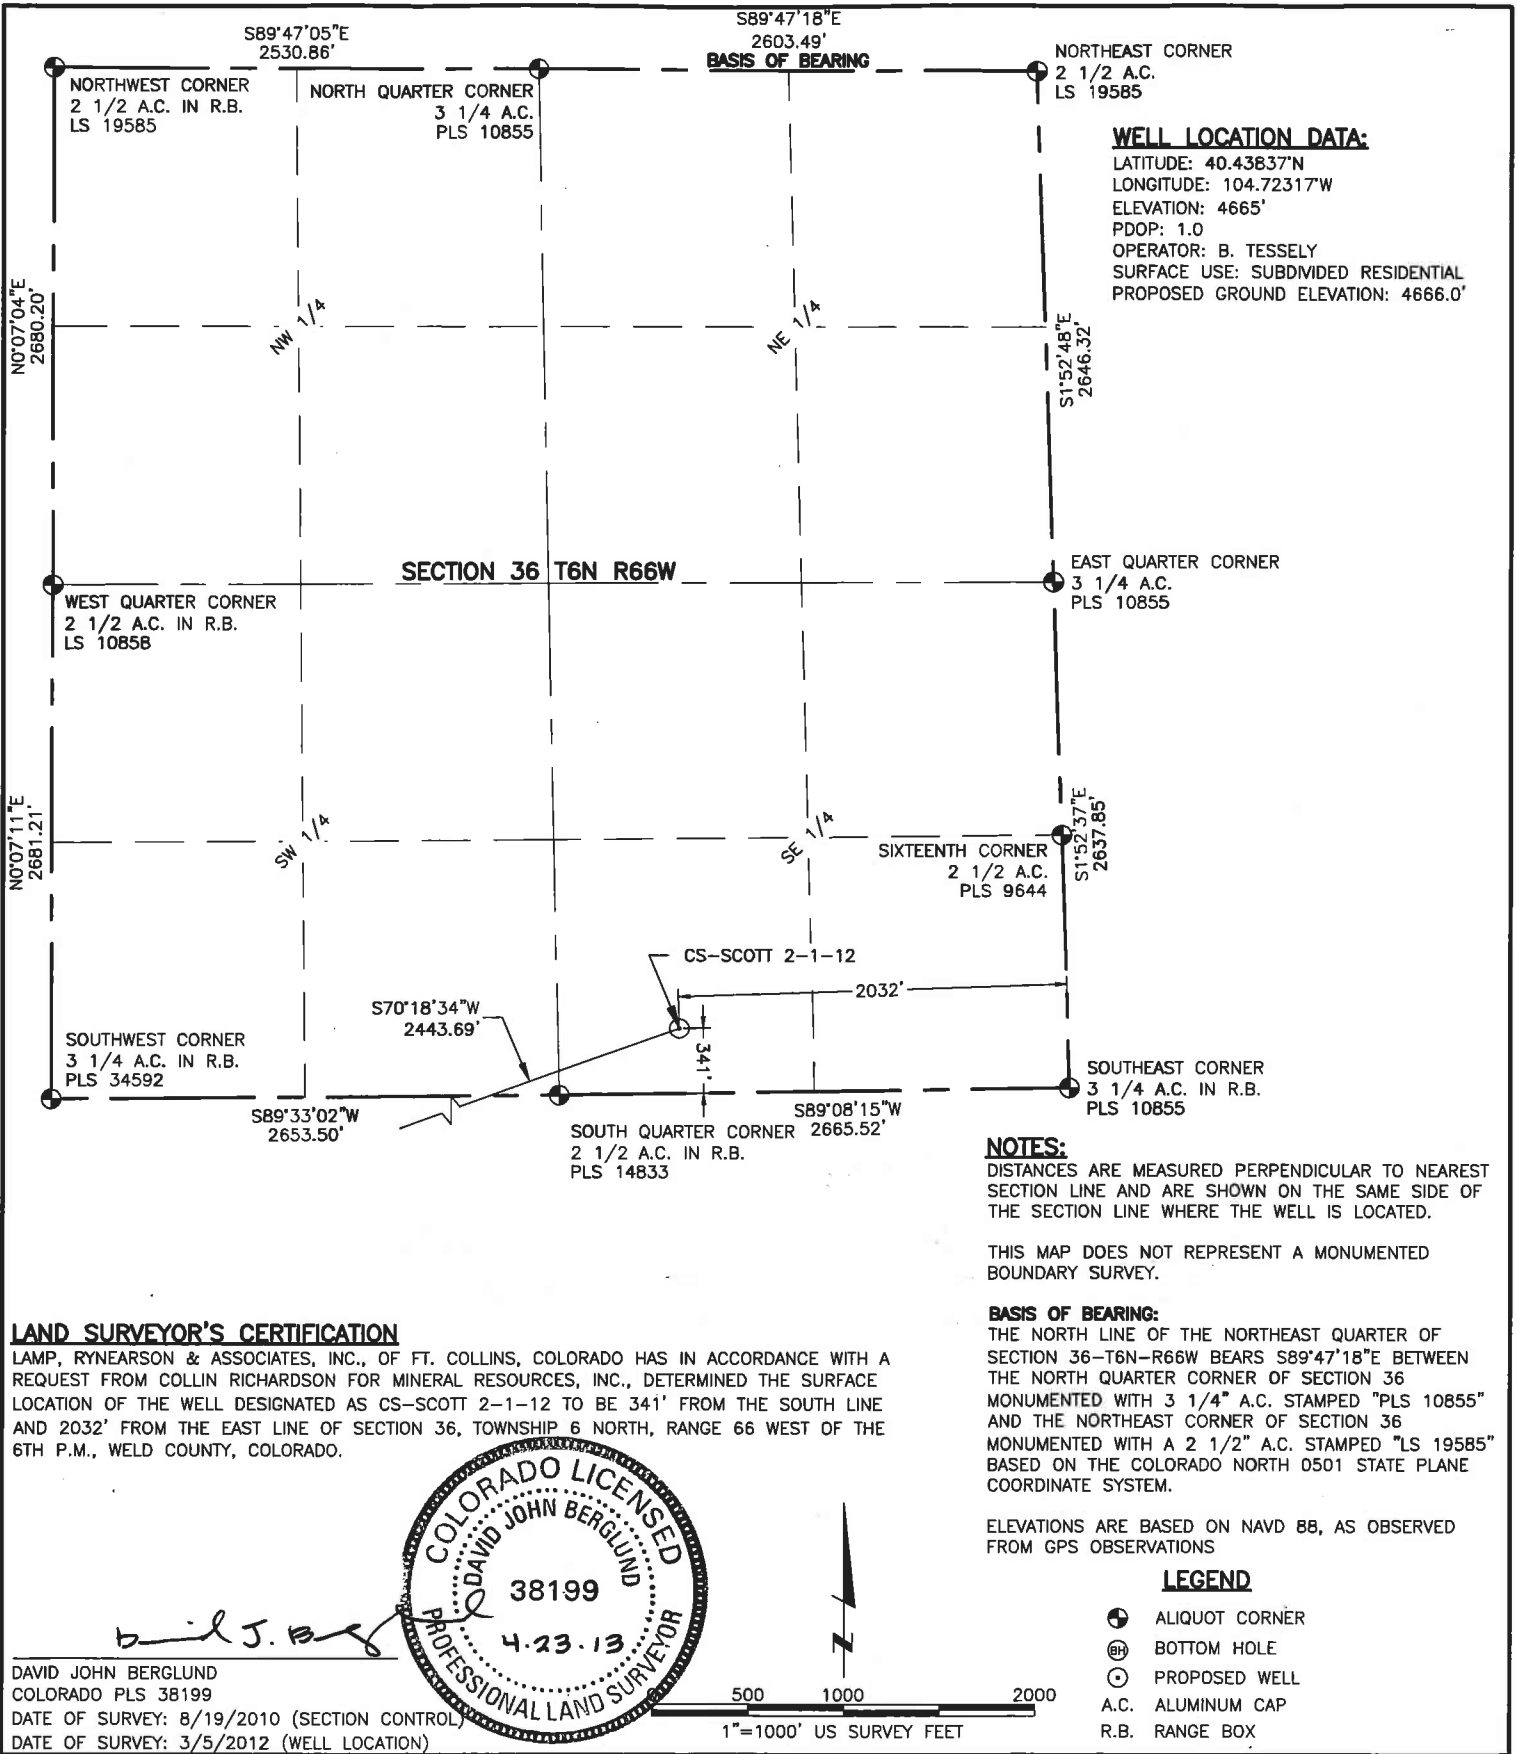 S89°47'05"E
2530.86'
S89°47'18"E
2603.49'
BASIS OF BEARING
NORTHWEST CORNER
2 1/2 A.C. IN R.B.
LS 19585
NORTH QUARTER CORNER
3 1/4 A.C.
PLS 10855
NORTHEAST CORNER
2 1/2 A.C.
LS 19585
WELL LOCATION DATA:
LATITUDE: 40.43837°N
LONGITUDE: 104.72317°W
ELEVATION: 4665'
PDOP: 1.0
OPERATOR: B. TESSELY
SURFACE USE: SUBDIVIDED RESIDENTIAL
PROPOSED GROUND ELEVATION: 4666.0'
N0°07'04"E
2680.20'
NW 1/4
NE 1/4
S1°52'48"E
2646.32'
SECTION 36 T6N R66W
EAST QUARTER CORNER
3 1/4 A.C.
PLS 10855
WEST QUARTER CORNER
2 1/2 A.C. IN R.B.
LS 10858
N0°07'11"E
2681.21'
SW 1/4
SE 1/4
SIXTEENTH CORNER
2 1/2 A.C.
PLS 9644
S1°52'37"E
2637.85'
CS-SCOTT 2-1-12
2032'
S70°18'34"W
2443.69'
341'
SOUTHWEST CORNER
3 1/4 A.C. IN R.B.
PLS 34592
S89°33'02"W
2653.50'
SOUTH QUARTER CORNER
2 1/2 A.C. IN R.B.
PLS 14833
S89°08'15"W
2665.52'
SOUTHEAST CORNER
3 1/4 A.C. IN R.B.
PLS 10855
NOTES:
DISTANCES ARE MEASURED PERPENDICULAR TO NEAREST
SECTION LINE AND ARE SHOWN ON THE SAME SIDE OF
THE SECTION LINE WHERE THE WELL IS LOCATED.
THIS MAP DOES NOT REPRESENT A MONUMENTED
BOUNDARY SURVEY.
BASIS OF BEARING:
THE NORTH LINE OF THE NORTHEAST QUARTER OF
SECTION 36-T6N-R66W BEARS S89°47'18"E BETWEEN
THE NORTH QUARTER CORNER OF SECTION 36
MONUMENTED WITH 3 1/4" A.C. STAMPED "PLS 10855"
AND THE NORTHEAST CORNER OF SECTION 36
MONUMENTED WITH A 2 1/2" A.C. STAMPED "LS 19585"
BASED ON THE COLORADO NORTH 0501 STATE PLANE
COORDINATE SYSTEM.
ELEVATIONS ARE BASED ON NAVD 88, AS OBSERVED
FROM GPS OBSERVATIONS
LAND SURVEYOR'S CERTIFICATION
LAMP, RYNEARSON & ASSOCIATES, INC., OF FT. COLLINS, COLORADO HAS IN ACCORDANCE WITH A
REQUEST FROM COLLIN RICHARDSON FOR MINERAL RESOURCES, INC., DETERMINED THE SURFACE
LOCATION OF THE WELL DESIGNATED AS CS-SCOTT 2-1-12 TO BE 341' FROM THE SOUTH LINE
AND 2032' FROM THE EAST LINE OF SECTION 36, TOWNSHIP 6 NORTH, RANGE 66 WEST OF THE
6TH P.M., WELD COUNTY, COLORADO.
COLORADO LICENSED
DAVID JOHN BERGLUND
38199
4.23.13
PROFESSIONAL LAND SURVEYOR
DAVID JOHN BERGLUND
COLORADO PLS 38199
DATE OF SURVEY: 8/19/2010 (SECTION CONTROL)
DATE OF SURVEY: 3/5/2012 (WELL LOCATION)
N
500 1000 2000
1"=1000' US SURVEY FEET
LEGEND
ALIQUOT CORNER
BH BOTTOM HOLE
PROPOSED WELL
A.C. ALUMINUM CAP
R.B. RANGE BOX